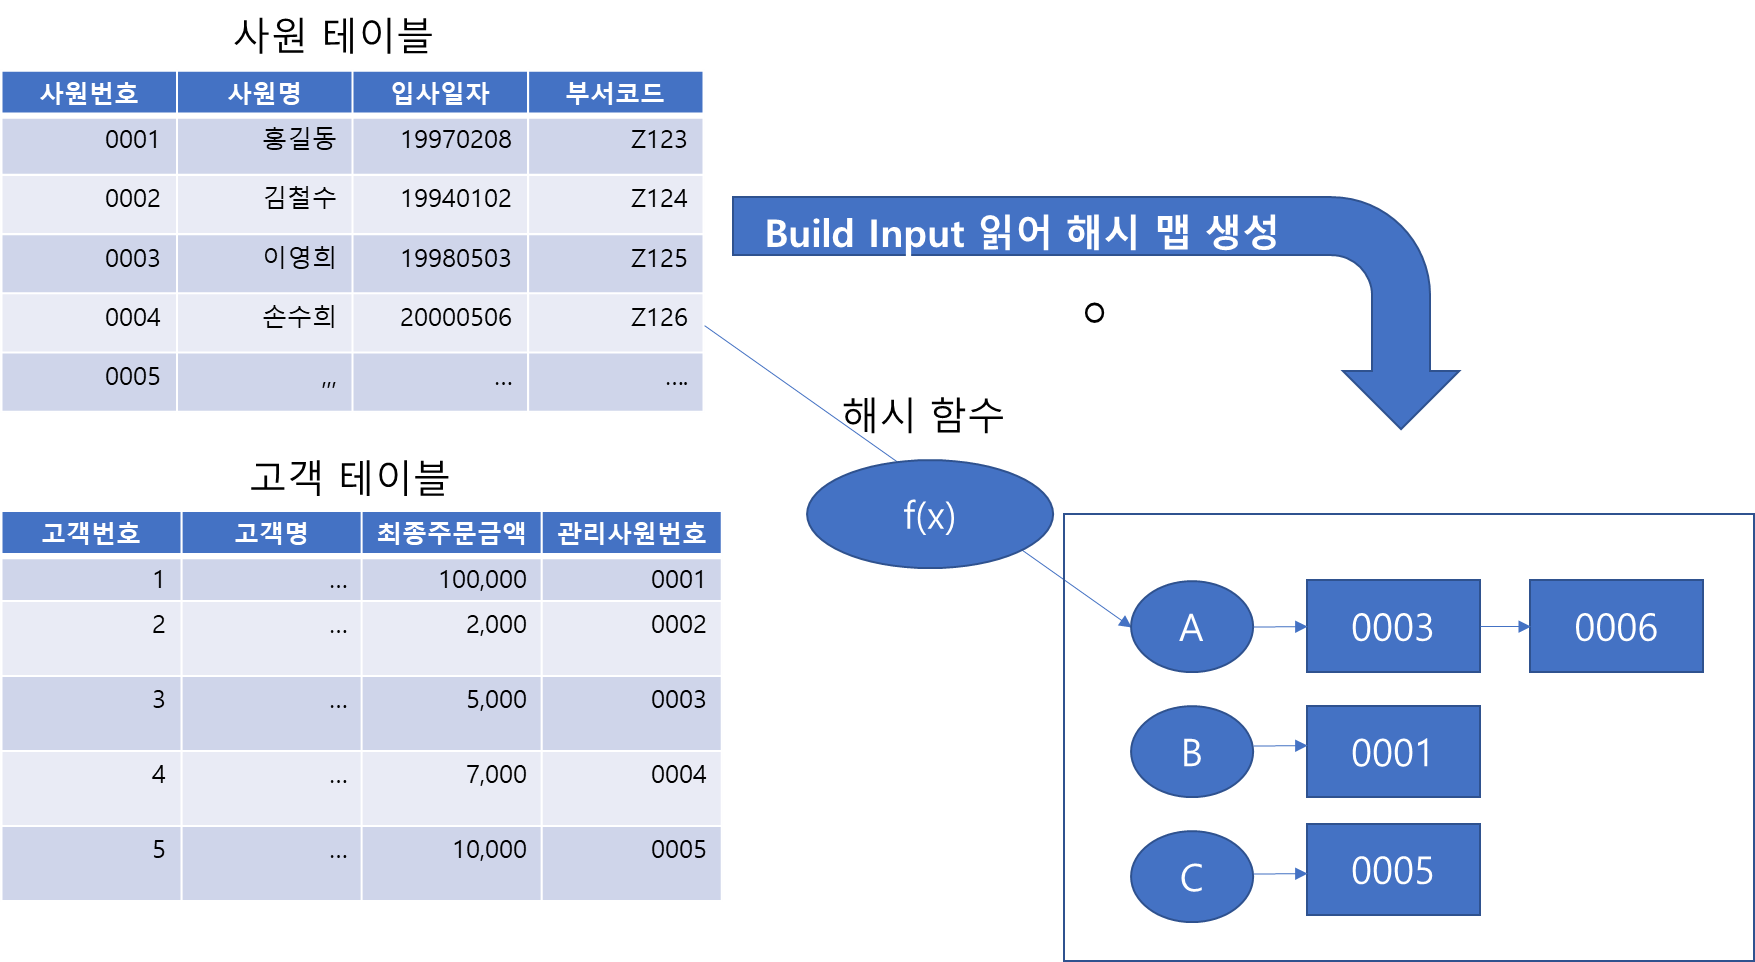 사원 테이블
사원번호 사원명 입사일자 부서코드
0001 홍길동 19970208 Z123
0002 김철수 19940102 Z124
0003 이영희 19980503 Z125
0004 손수희 20000506 Z126
0005 ,,, ... ....
Build Input 읽어 해시 맵 생성
해시 함수
f(x)
고객 테이블
고객번호 고객명 최종주문금액 관리사원번호
1 ... 100,000 0001
2 ... 2,000 0002
3 ... 5,000 0003
4 ... 7,000 0004
5 ... 10,000 0005
A 0003 0006
B 0001
C 0005